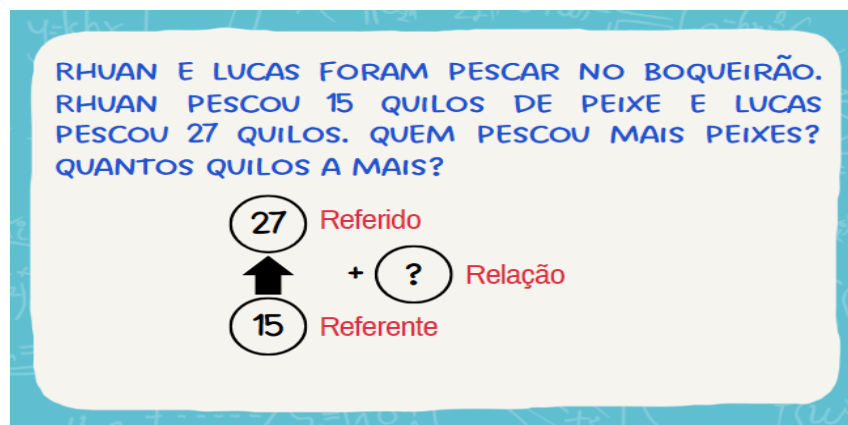 RHUAN E LUCAS FORAM PESCAR NO BOQUEIRÃO.
RHUAN PESCOU 15 QUILOS DE PEIXE E LUCAS
PESCOU 27 QUILOS. QUEM PESCOU MAIS PEIXES?
QUANTOS QUILOS A MAIS?
27 Referido
+ ? Relação
15 Referente